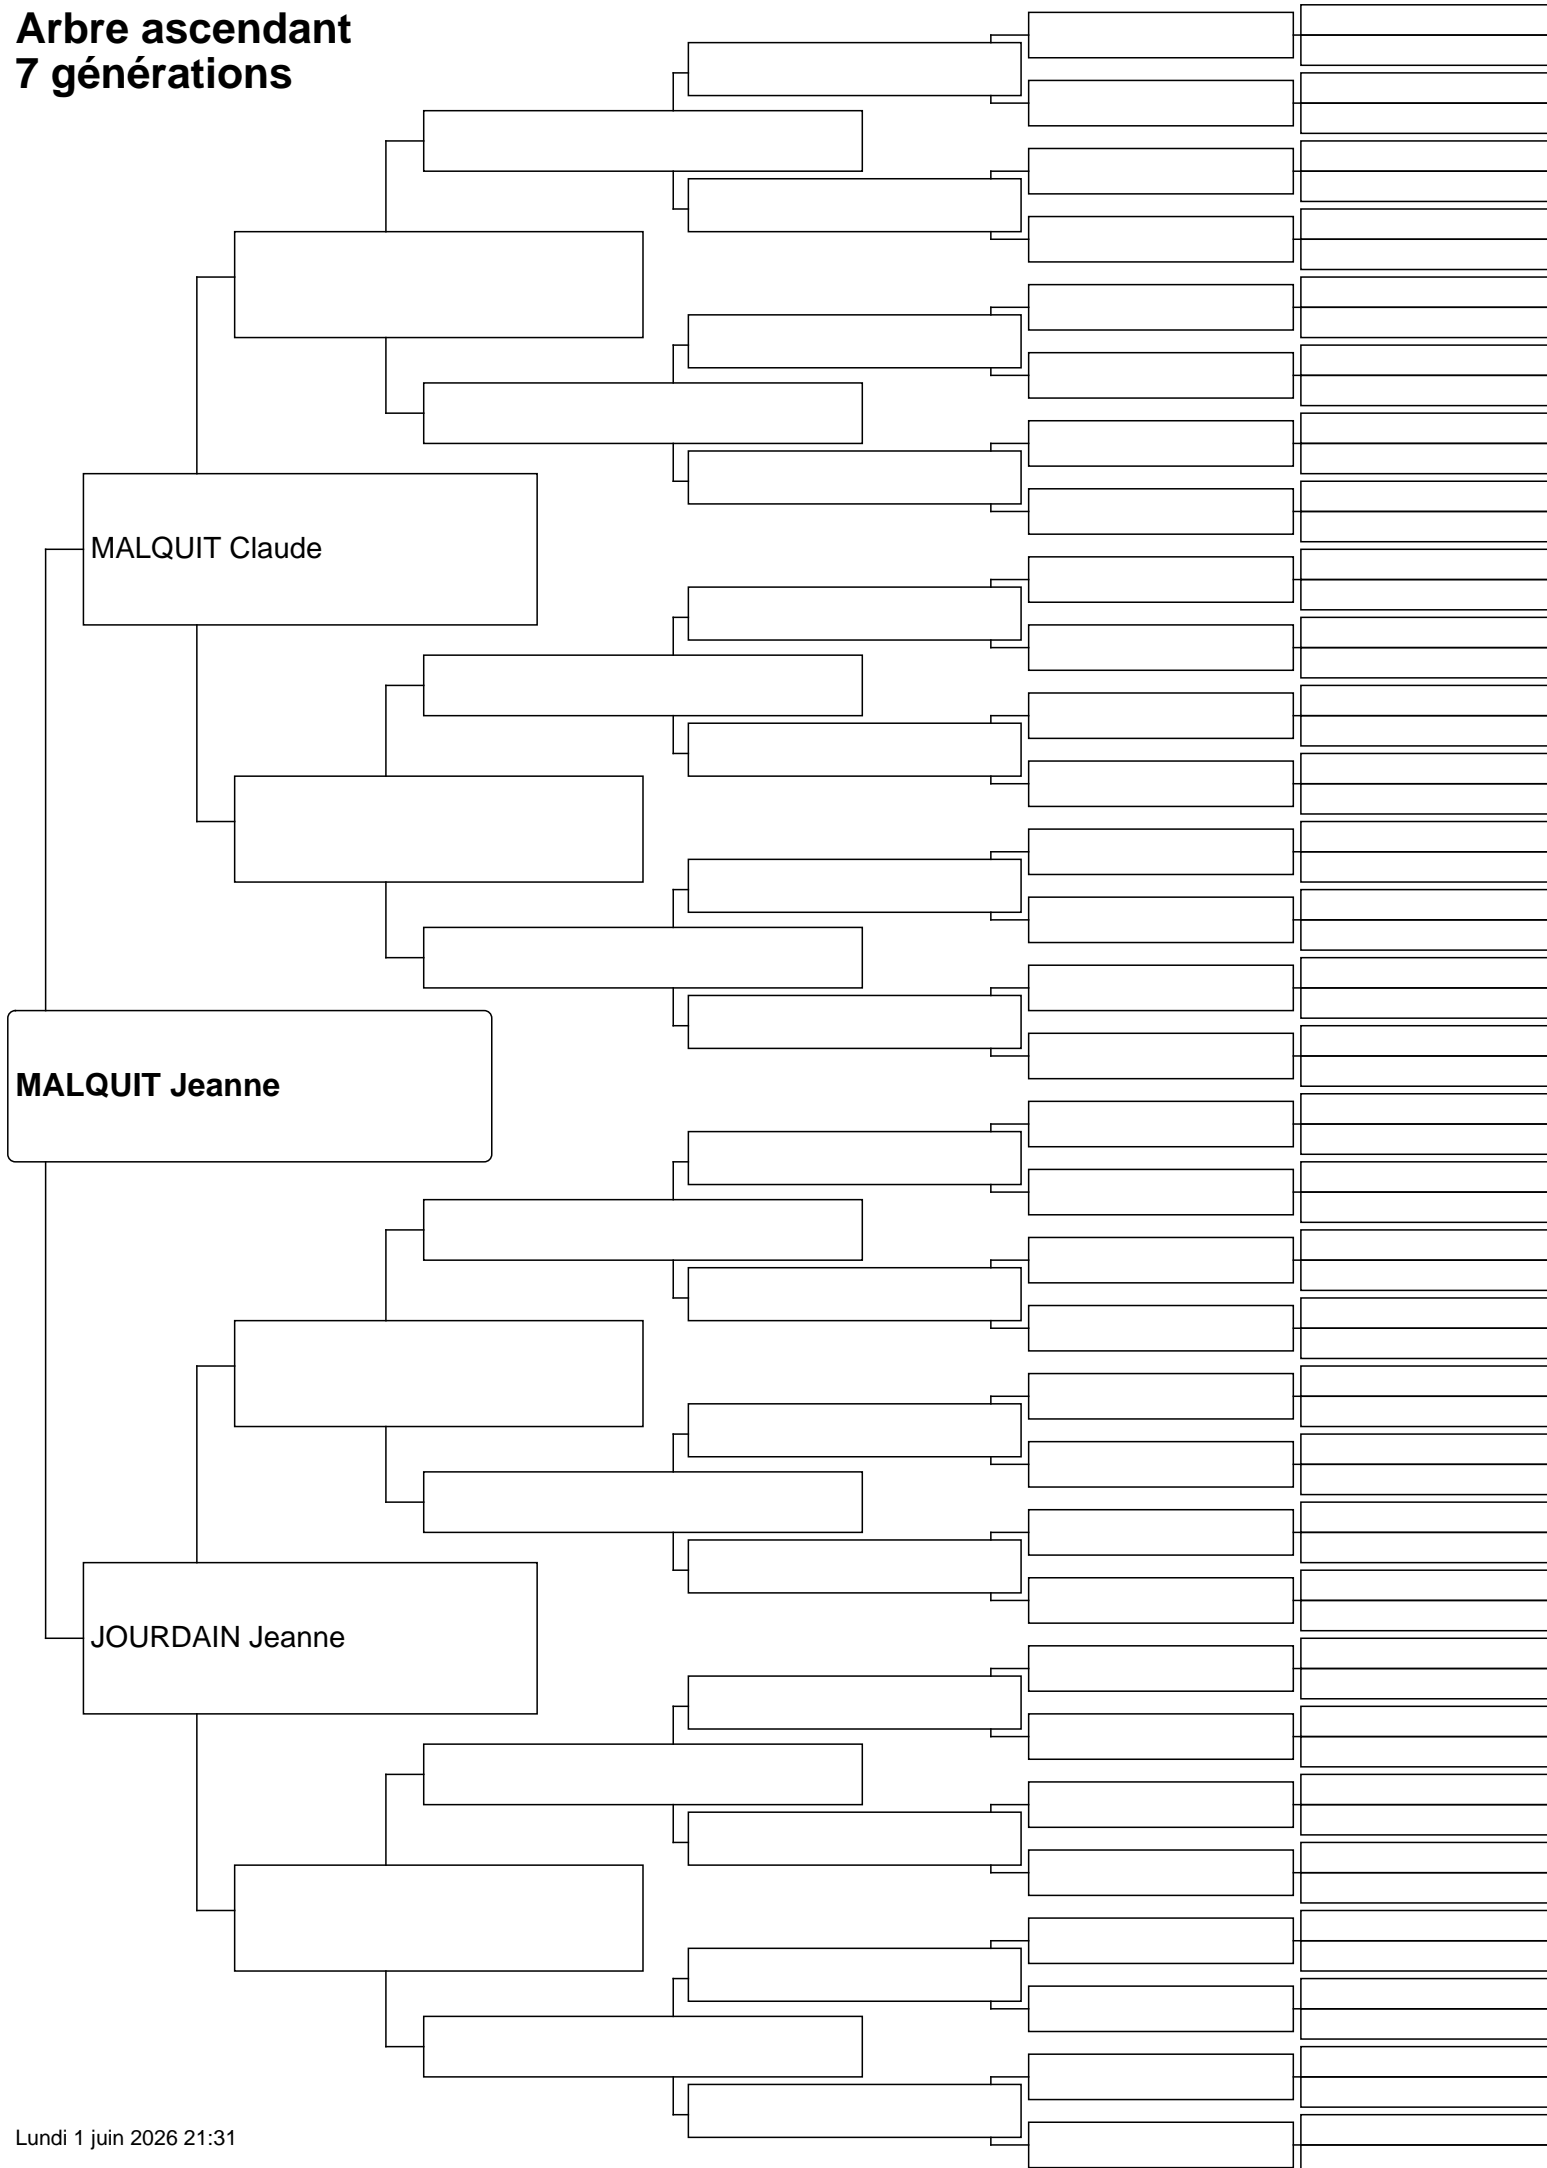 Arbre ascendant
7 générations
MALQUIT Claude
MALQUIT Jeanne
JOURDAIN Jeanne
Lundi 1 juin 2026 21:31